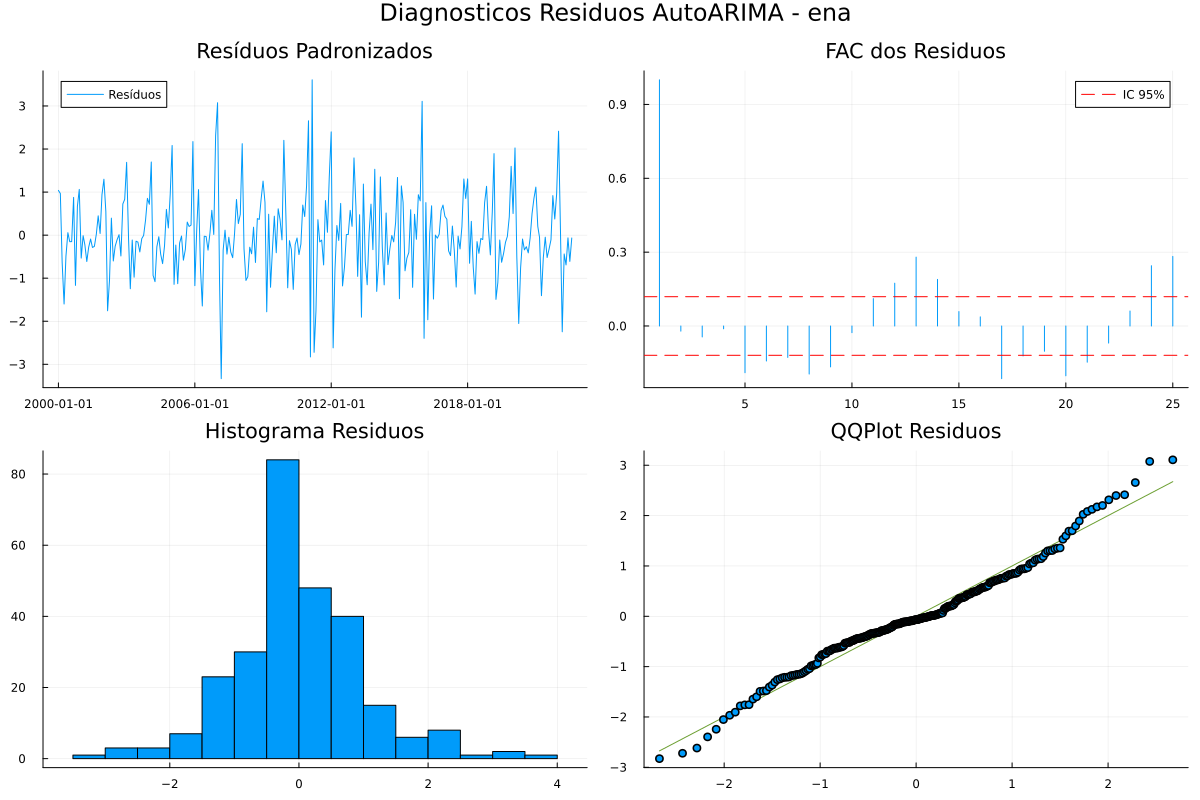 Diagnosticos Residuos AutoARIMA - ena
Resíduos Padronizados
Resíduos
3
2
1
0
−1
−2
−3
2000-01-01 2006-01-01 2012-01-01 2018-01-01
FAC dos Residuos
IC 95%
0.9
0.6
0.3
0.0
5 10 15 20 25
Histograma Residuos
80
60
40
20
0
−2 0 2 4
QQPlot Residuos
3
2
1
0
−1
−2
−3
−2 −1 0 1 2